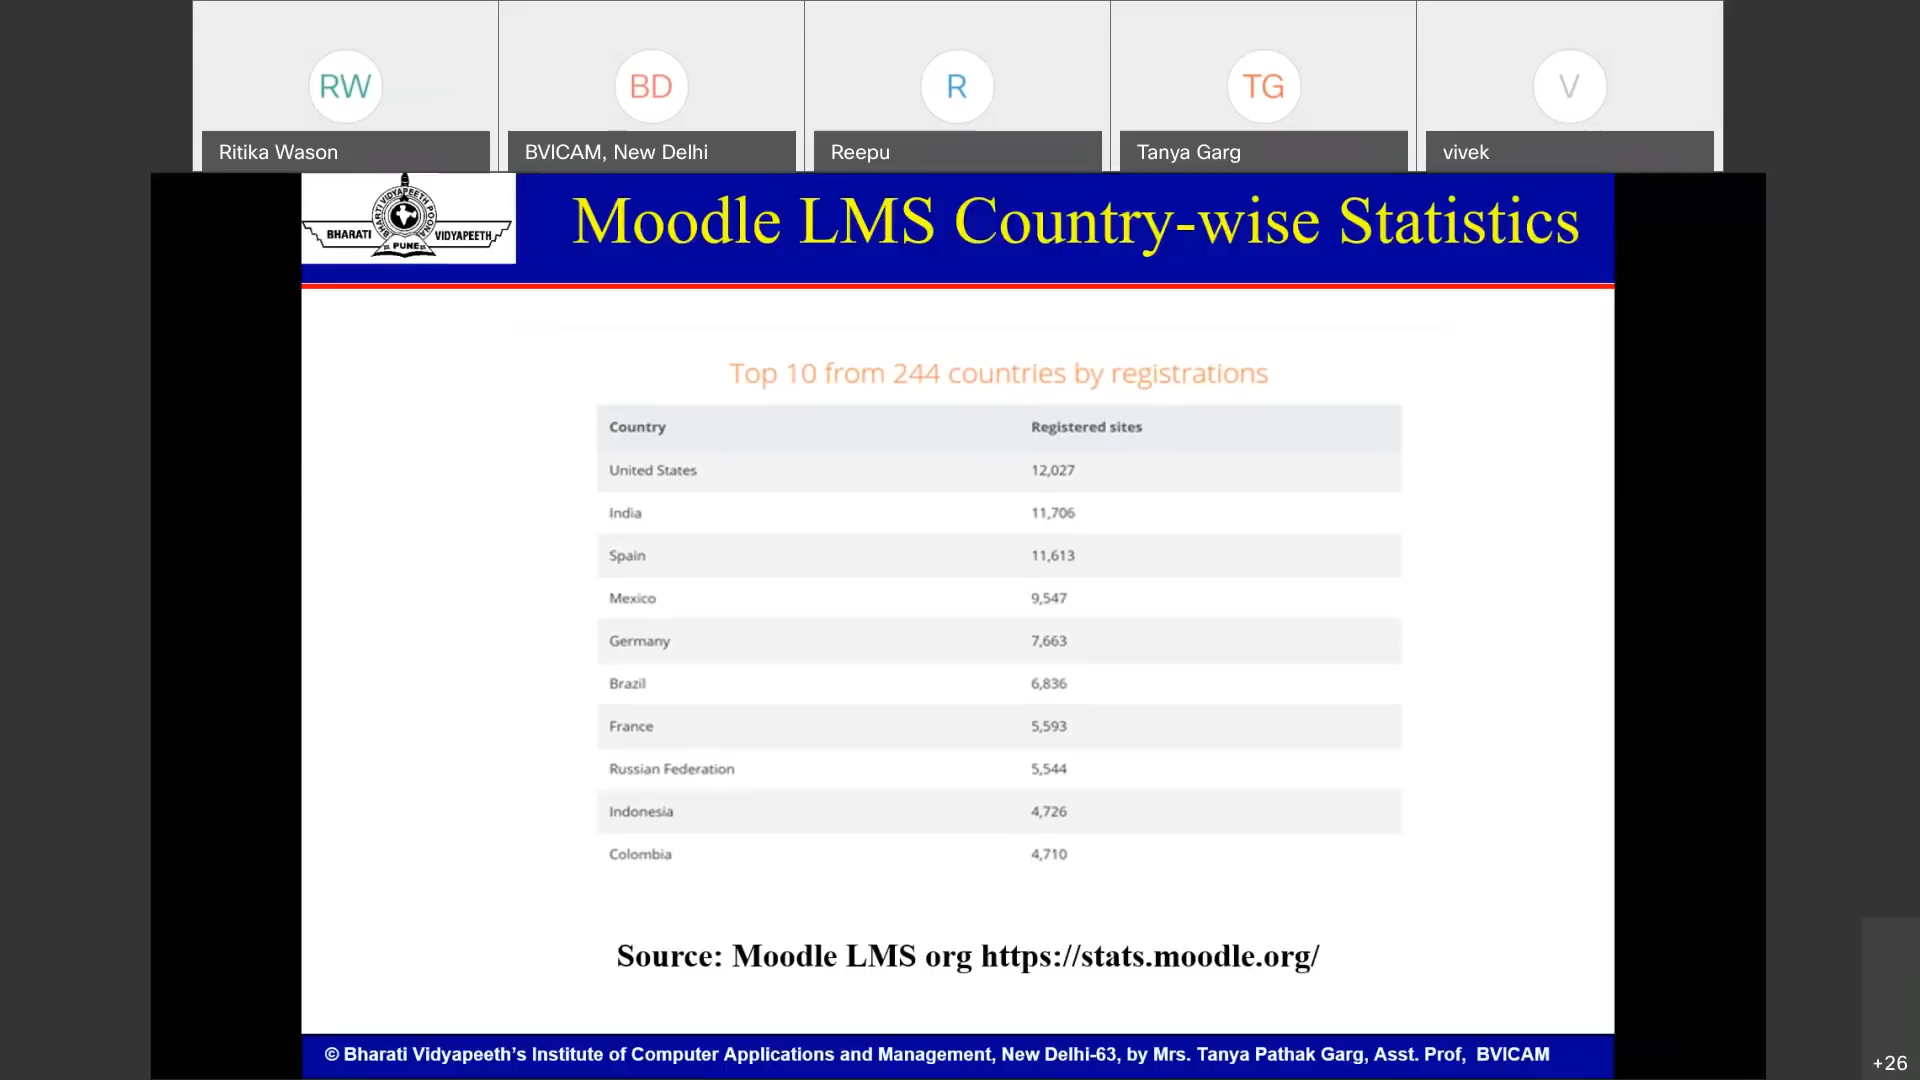 RW
BD
R
TG
V
Ritika Wason
BVICAM, New Delhi
Reepu
Tanya Garg
vivek
BHARATI VIDYAPEETH POONA
BHARATI VIDYAPEETH
PUNE
Moodle LMS Country-wise Statistics
Top 10 from 244 countries by registrations
Country Registered sites
United States 12,027
India 11,706
Spain 11,613
Mexico 9,547
Germany 7,663
Brazil 6,836
France 5,593
Russian Federation 5,544
Indonesia 4,726
Colombia 4,710
Source: Moodle LMS org https://stats.moodle.org/
© Bharati Vidyapeeth’s Institute of Computer Applications and Management, New Delhi-63, by Mrs. Tanya Pathak Garg, Asst. Prof, BVICAM
+26